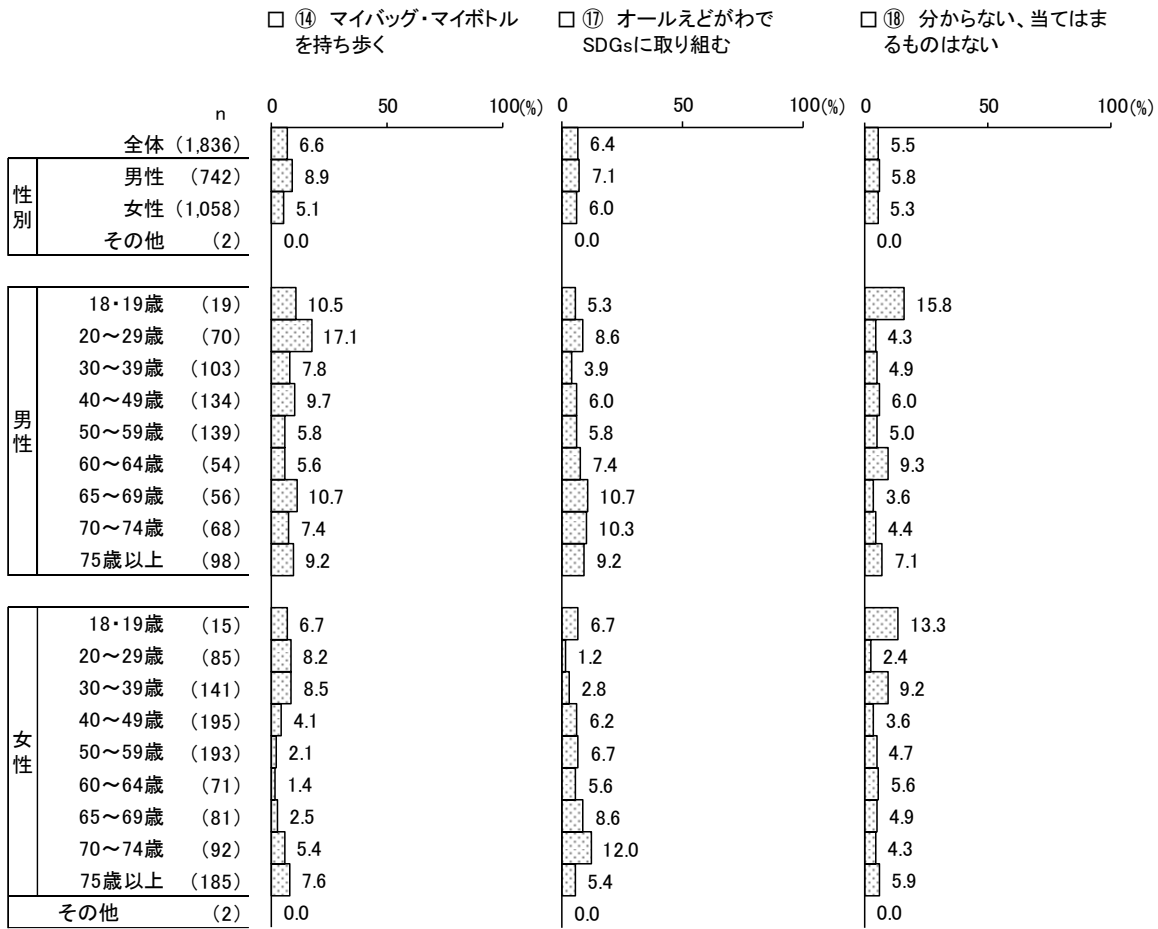 □ ⑭ マイバッグ・マイボトル
を持ち歩く
□ ⑰ オールえどがわで
SDGsに取り組む
□ ⑱ 分からない、当てはま
るものはない
n 0 50 100(%) 0 50 100(%) 0 50 100(%)
全体 (1,836) 6.6 6.4 5.5
性別
男性 (742) 8.9 7.1 5.8
女性 (1,058) 5.1 6.0 5.3
その他 (2) 0.0 0.0 0.0
男性
18・19歳 (19) 10.5 5.3 15.8
20～29歳 (70) 17.1 8.6 4.3
30～39歳 (103) 7.8 3.9 4.9
40～49歳 (134) 9.7 6.0 6.0
50～59歳 (139) 5.8 5.8 5.0
60～64歳 (54) 5.6 7.4 9.3
65～69歳 (56) 10.7 10.7 3.6
70～74歳 (68) 7.4 10.3 4.4
75歳以上 (98) 9.2 9.2 7.1
女性
18・19歳 (15) 6.7 6.7 13.3
20～29歳 (85) 8.2 1.2 2.4
30～39歳 (141) 8.5 2.8 9.2
40～49歳 (195) 4.1 6.2 3.6
50～59歳 (193) 2.1 6.7 4.7
60～64歳 (71) 1.4 5.6 5.6
65～69歳 (81) 2.5 8.6 4.9
70～74歳 (92) 5.4 12.0 4.3
75歳以上 (185) 7.6 5.4 5.9
その他 (2) 0.0 0.0 0.0